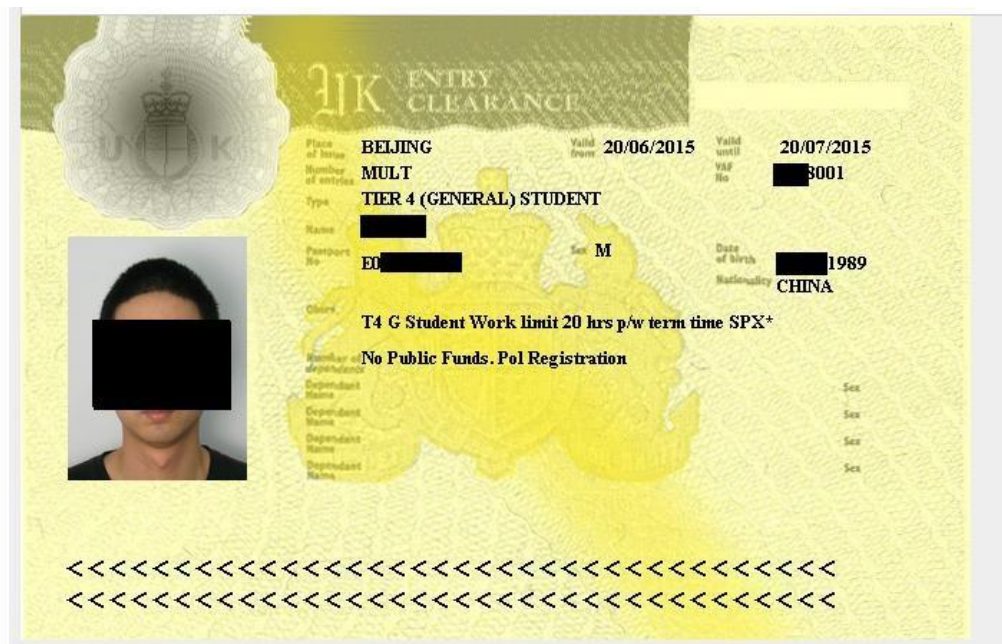 UK ENTRY CLEARANCE
U K
Place of Issue BEIJING Valid from 20/06/2015 Valid until 20/07/2015
Number of entries MULT VAF No 8001
Type TIER 4 (GENERAL) STUDENT
Name
Passport No E0 Sex M Date of birth 1989
Nationality CHINA
Observ. T4 G Student Work limit 20 hrs p/w term time SPX*
Number of dependents No Public Funds. Pol Registration
Dependant Name Sex
Dependant Name Sex
Dependant Name Sex
Dependant Name Sex
<<<<<<<<<<<<<<<<<<<<<<<<<<<<<<<<<<<
<<<<<<<<<<<<<<<<<<<<<<<<<<<<<<<<<<<